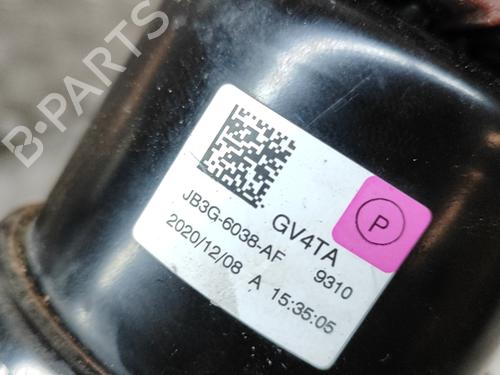 B-PARTS
P
GV4TA
JB3G-6038-AF 9310
2020/12/08 A 15:35:05